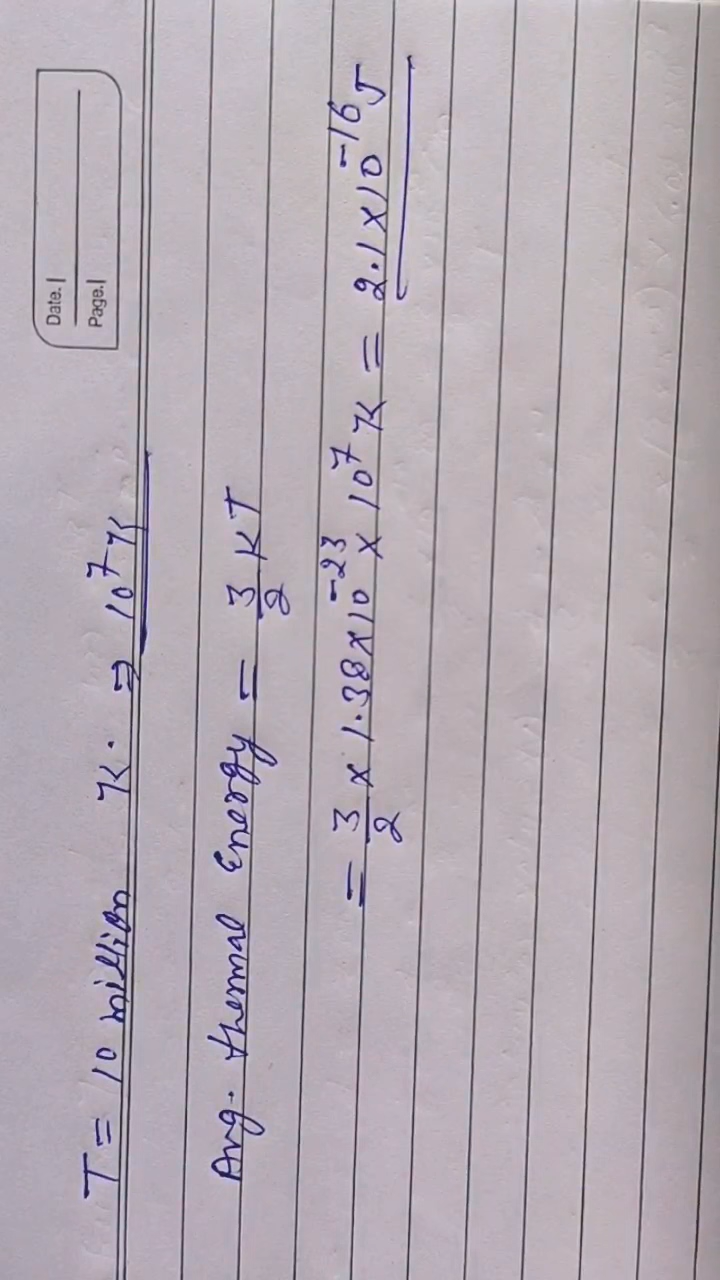 Date.|
Page.|
T = 10 million K. ⇒ 10⁷ K
Avg. thermal Energy = 3/2 KT
= 3/2 × 1.38×10⁻²³ × 10⁷ K = 2.1×10⁻¹⁶ J